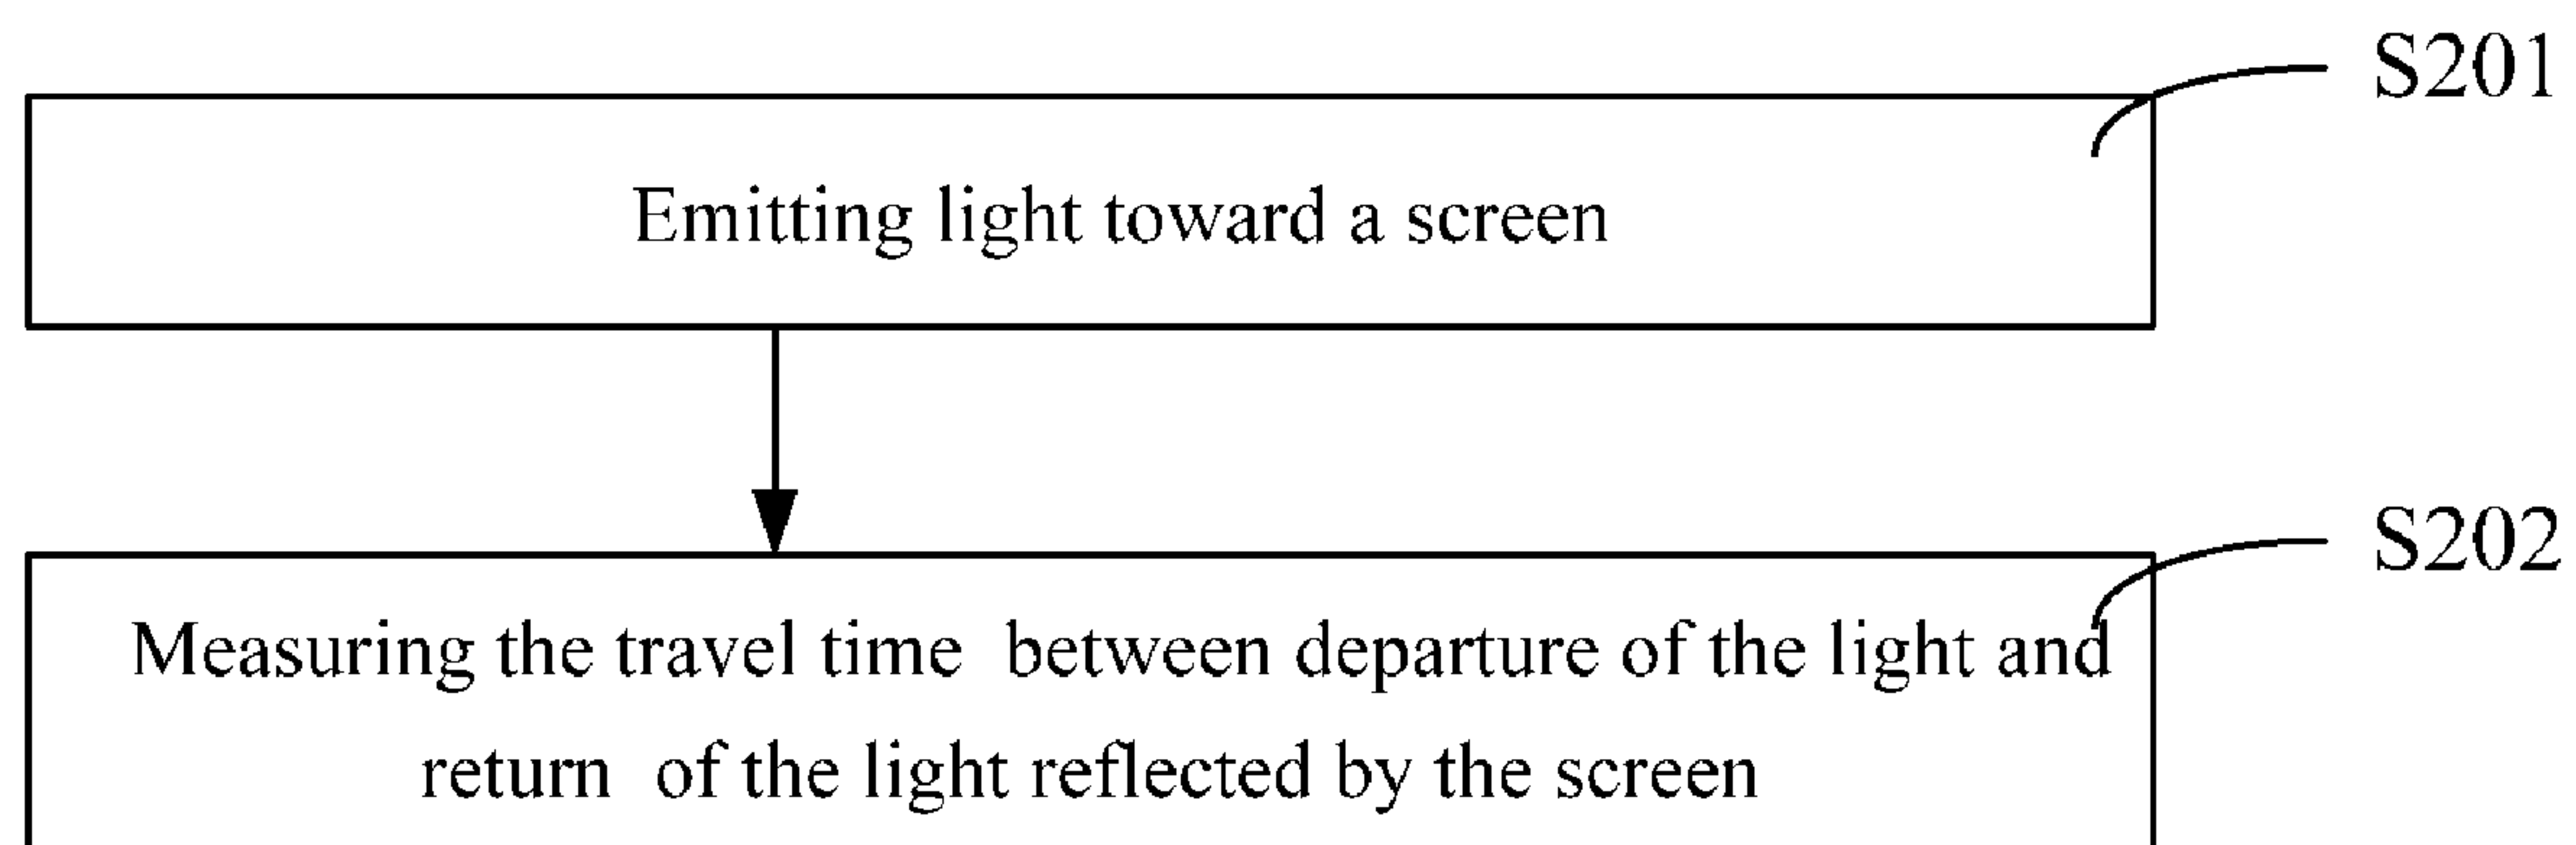 S201
Emitting light toward a screen
S202
Measuring the travel time between departure of the light and
return of the light reflected by the screen